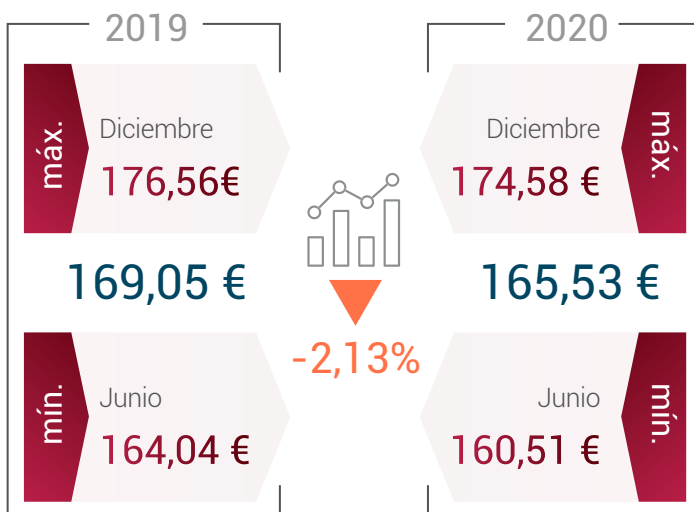 2019
máx.
Diciembre
176,56€
169,05 €
mín.
Junio
164,04 €
-2,13%
2020
Diciembre
174,58 €
máx.
165,53 €
Junio
160,51 €
mín.